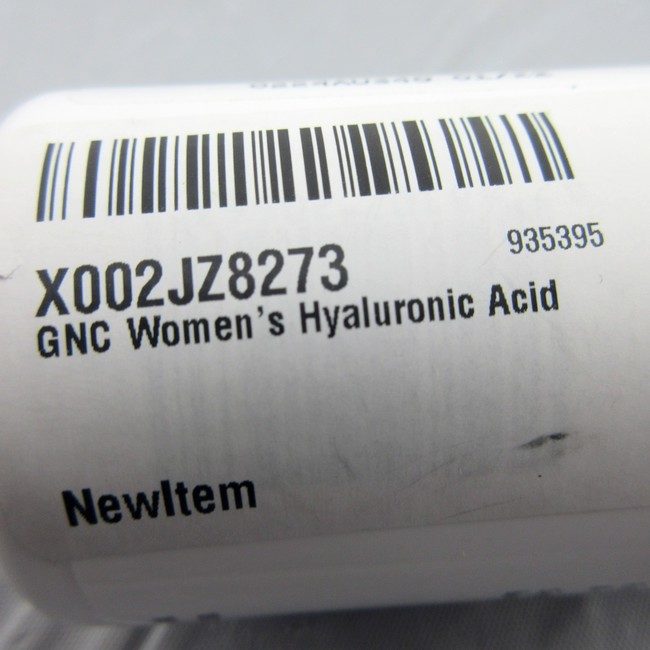 935395
X002JZ8273
GNC Women's Hyaluronic Acid
NewItem